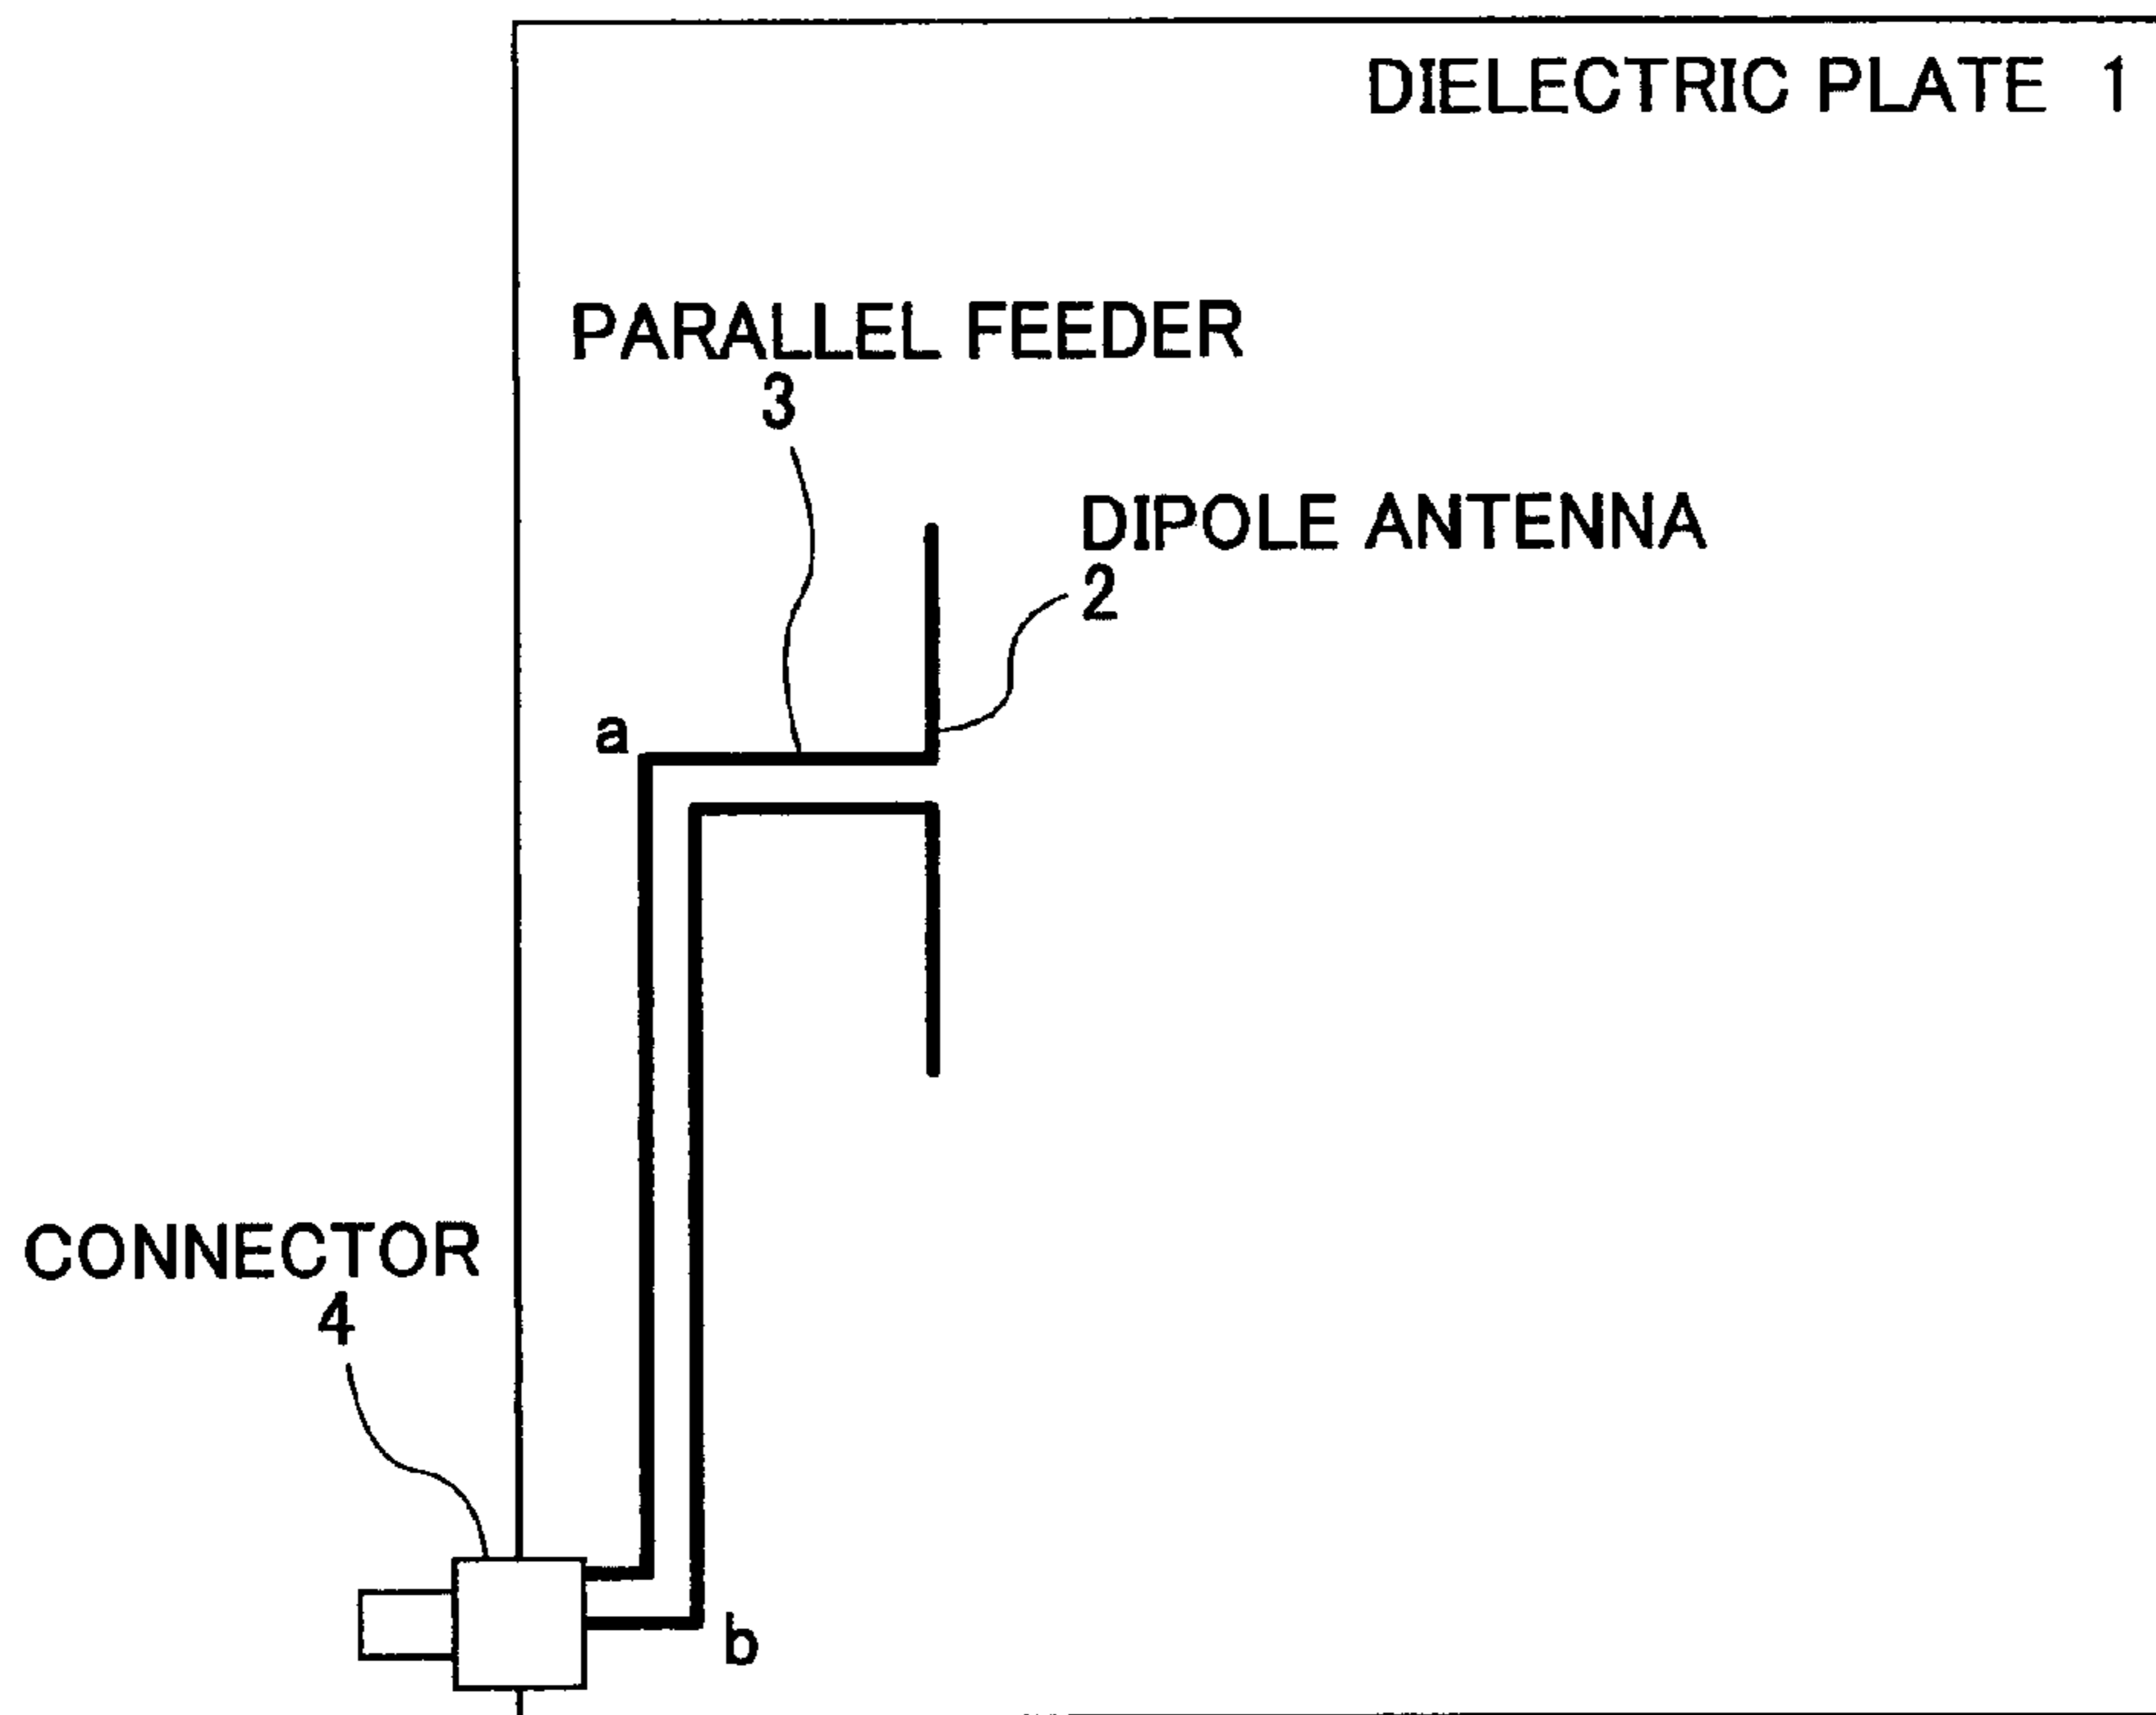 DIELECTRIC PLATE 1
PARALLEL FEEDER
3
DIPOLE ANTENNA
2
a
CONNECTOR
4
b